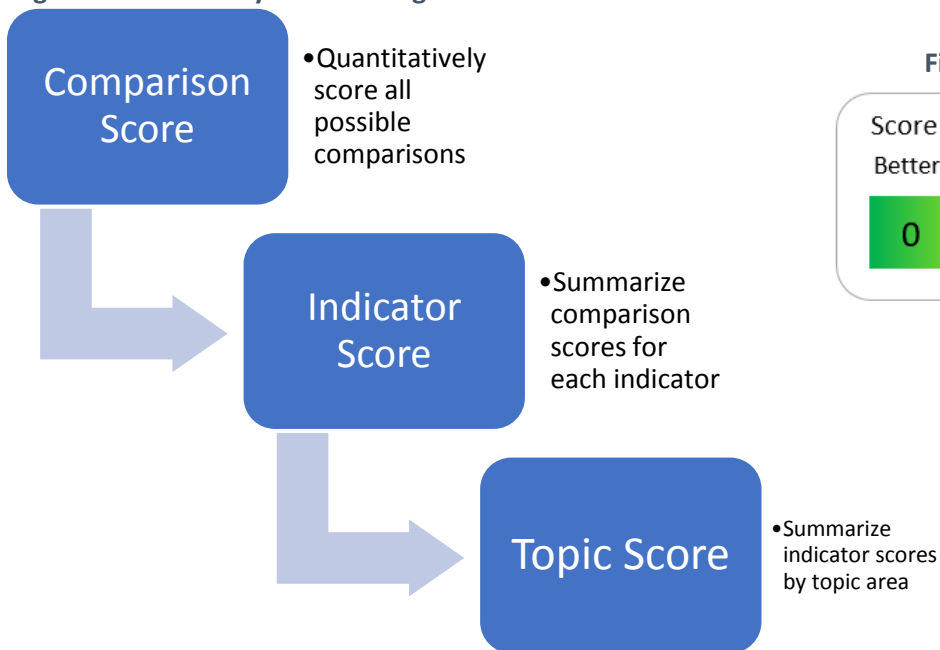 Comparison
Score
•Quantitatively
score all
possible
comparisons
Fi
Score
Better
0
Indicator
Score
•Summarize
comparison
scores for
each indicator
Topic Score
•Summarize
indicator scores
by topic area